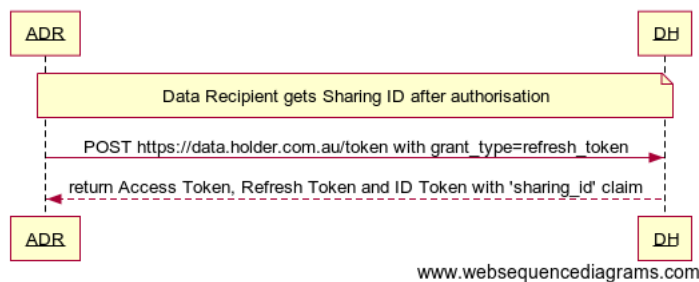 ADR DH
Data Recipient gets Sharing ID after authorisation
POST https://data.holder.com.au/token with grant_type=refresh_token
return Access Token, Refresh Token and ID Token with 'sharing_id' claim
ADR DH
www.websequencediagrams.com